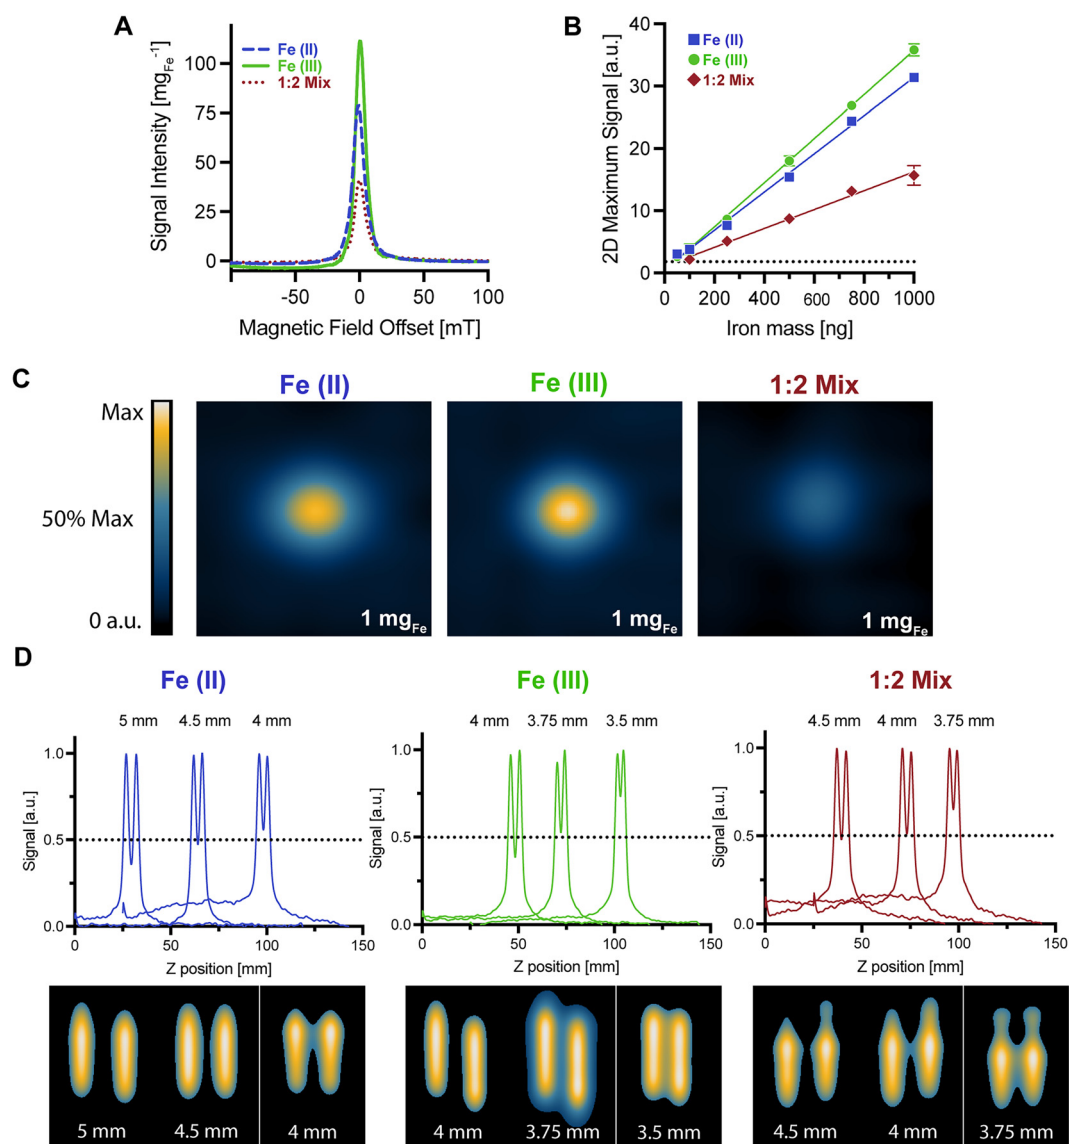 A
Signal Intensity [mgFe-1]
100
75
50
25
0
Fe (II)
Fe (III)
1:2 Mix
-50
0
50
100
Magnetic Field Offset [mT]
B
2D Maximum Signal [a.u.]
40
30
20
10
0
Fe (II)
Fe (III)
1:2 Mix
0
200
400
600
800
1000
Iron mass [ng]
C
Fe (II)
Fe (III)
1:2 Mix
Max
50% Max
0 a.u.
1 mgFe
1 mgFe
1 mgFe
D
Fe (II)
5 mm
4.5 mm
4 mm
Signal [a.u.]
1.0
0.5
0.0
0
50
100
150
Z position [mm]
5 mm
4.5 mm
4 mm
Fe (III)
4 mm
3.75 mm
3.5 mm
Signal [a.u.]
1.0
0.5
0.0
0
50
100
150
Z position [mm]
4 mm
3.75 mm
3.5 mm
1:2 Mix
4.5 mm
4 mm
3.75 mm
Signal [a.u.]
1.0
0.5
0.0
0
50
100
150
Z position [mm]
4.5 mm
4 mm
3.75 mm